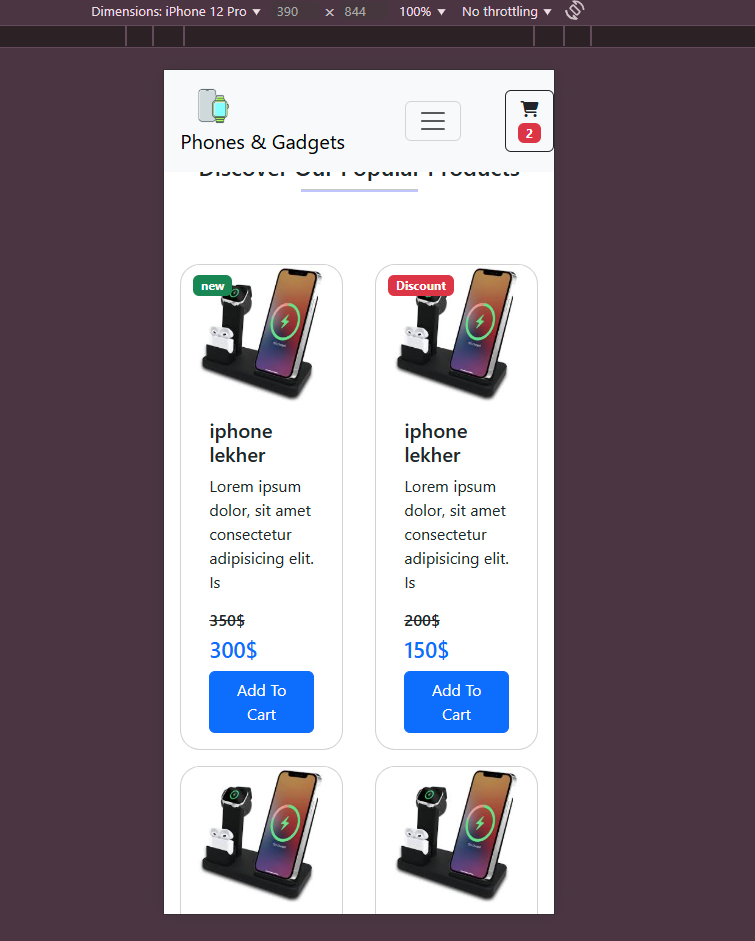 Dimensions: iPhone 12 Pro ▼ 390 × 844 100% ▼ No throttling ▼
Phones & Gadgets
2
Discover Our Popular Products
new
Discount
iphone
lekher
Lorem ipsum
dolor, sit amet
consectetur
adipisicing elit.
Is
350$
300$
Add To
Cart
iphone
lekher
Lorem ipsum
dolor, sit amet
consectetur
adipisicing elit.
Is
200$
150$
Add To
Cart